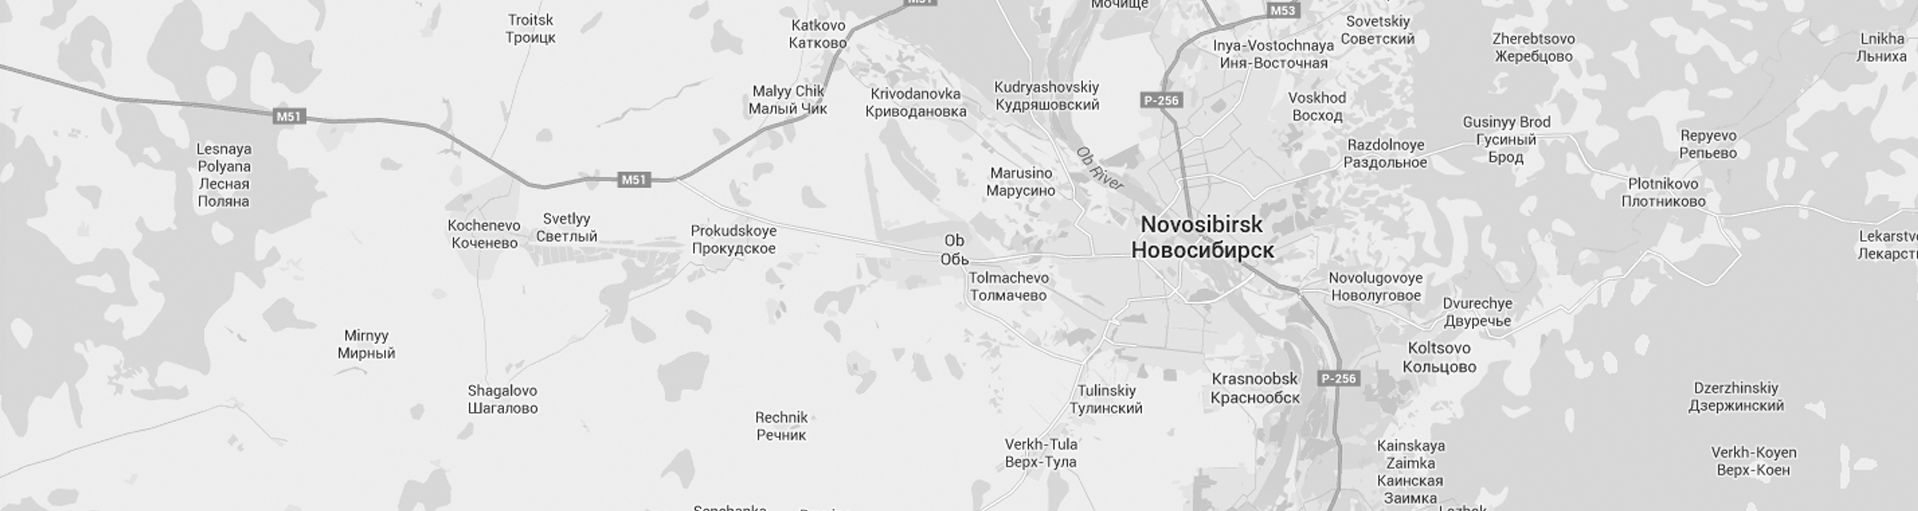 Мочище
M53
Troitsk
Троицк
Katkovo
Катково
Inya-Vostochnaya
Иня-Восточная
Sovetskiy
Советский
Zherebtsovo
Жеребцово
Lnikha
Льниха
M51
Malyy Chik
Малый Чик
Krivodanovka
Криводановка
Kudryashovskiy
Кудряшовский
P-256
Voskhod
Восход
Gusinyy Brod
Гусиный
Брод
Repyevo
Репьево
Lesnaya
Polyana
Лесная
Поляна
Razdolnoye
Раздольное
Ob River
M51
Marusino
Марусино
Plotnikovo
Плотниково
Kochenevo
Коченево
Svetlyy
Светлый
Prokudskoye
Прокудское
Ob
Обь
Novosibirsk
Новосибирск
Tolmachevo
Толмачево
Novolugovoye
Новолуговое
Dvurechye
Двуречье
Mirnyy
Мирный
Koltsovo
Кольцово
Shagalovo
Шагалово
Tulinskiy
Тулинский
Krasnoobsk
Краснообск
P-256
Dzerzhinskiy
Дзержинский
Rechnik
Речник
Verkh-Tula
Верх-Тула
Kainskaya
Zaimka
Каинская
Заимка
Verkh-Koyen
Верх-Коен